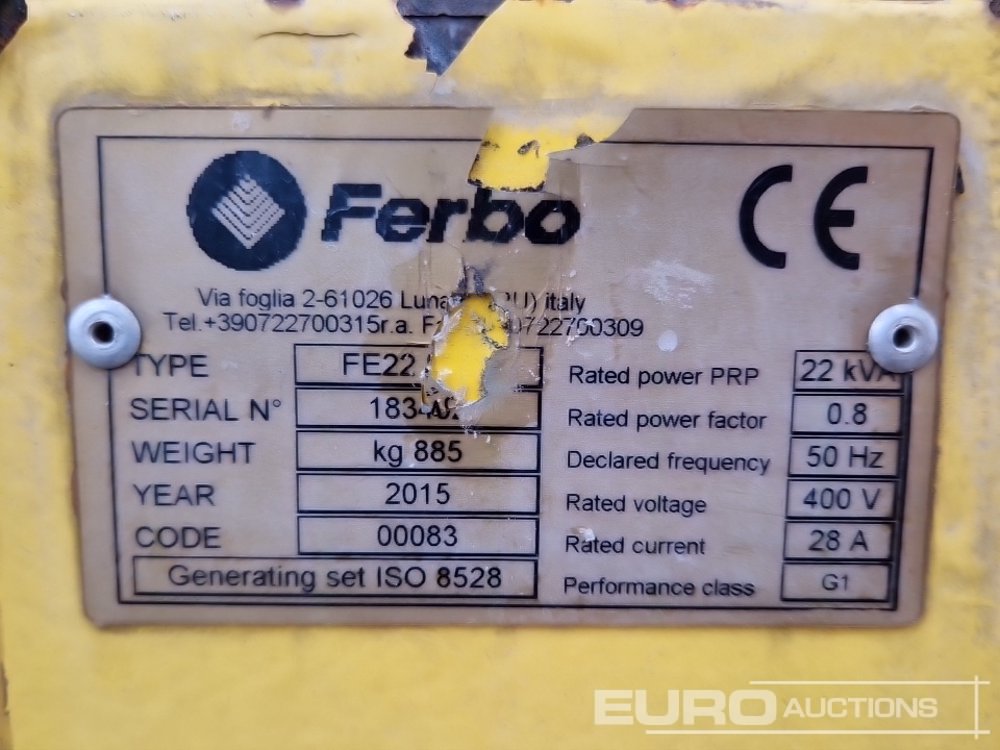 Ferbo
CE
Via foglia 2-61026 italy
Tel.+390722700315r.a.
TYPE FE22
SERIAL N°
WEIGHT kg 885
YEAR 2015
CODE 00083
Generating set ISO 8528
Rated power PRP 22 kVA
Rated power factor 0.8
Declared frequency 50 Hz
Rated voltage 400 V
Rated current 28 A
Performance class G1
EURO AUCTIONS